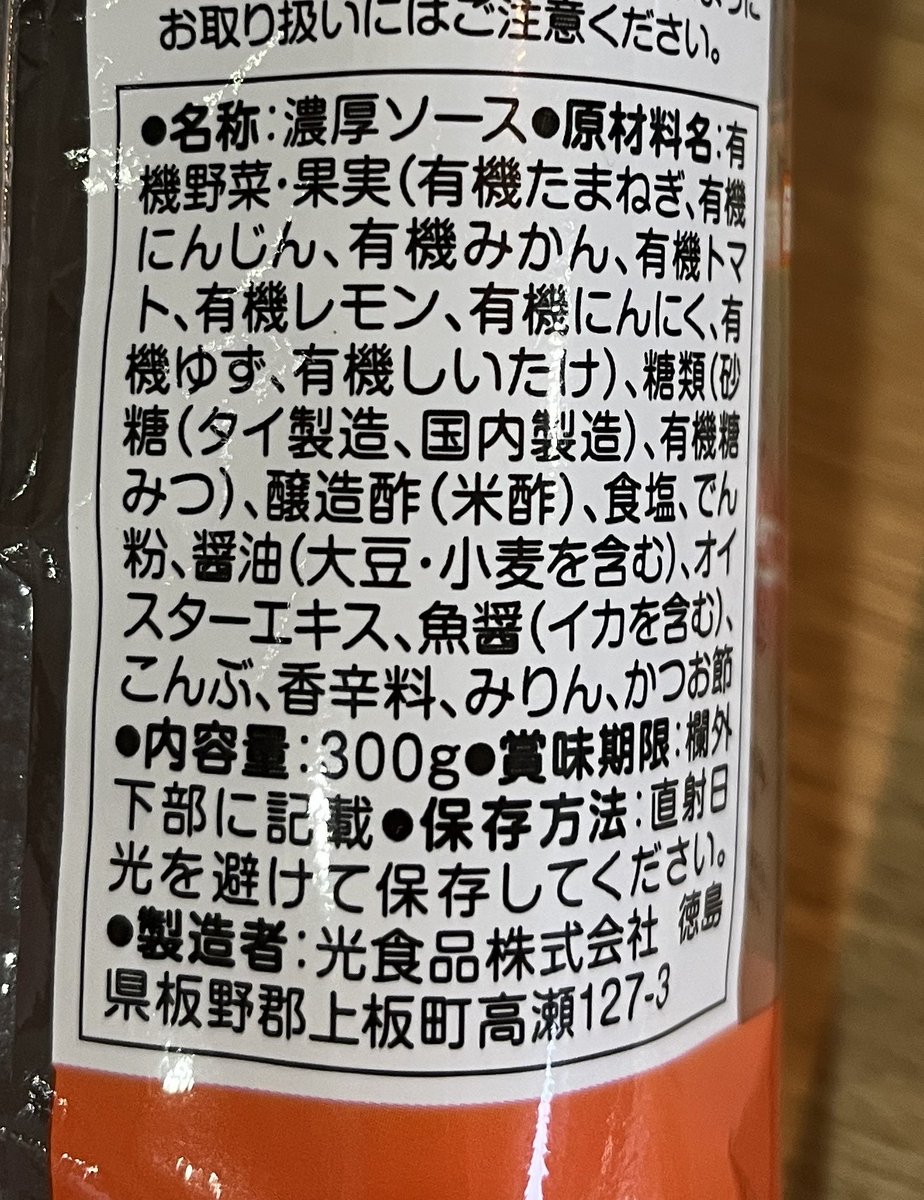 ように
お取り扱いにはご注意ください。
●名称:濃厚ソース●原材料名:有
機野菜・果実(有機たまねぎ、有機
にんじん、有機みかん、有機トマ
ト、有機レモン、有機にんにく、有
機ゆず、有機しいたけ)、糖類(砂
糖(タイ製造、国内製造)、有機糖
みつ)、醸造酢(米酢)、食塩、でん
粉、醤油(大豆・小麦を含む)、オイ
スターエキス、魚醤(イカを含む)、
こんぶ、香辛料、みりん、かつお節
●内容量:300g●賞味期限:欄外
下部に記載●保存方法:直射日
光を避けて保存してください。
●製造者:光食品株式会社 徳島
県板野郡上板町高瀬127-3